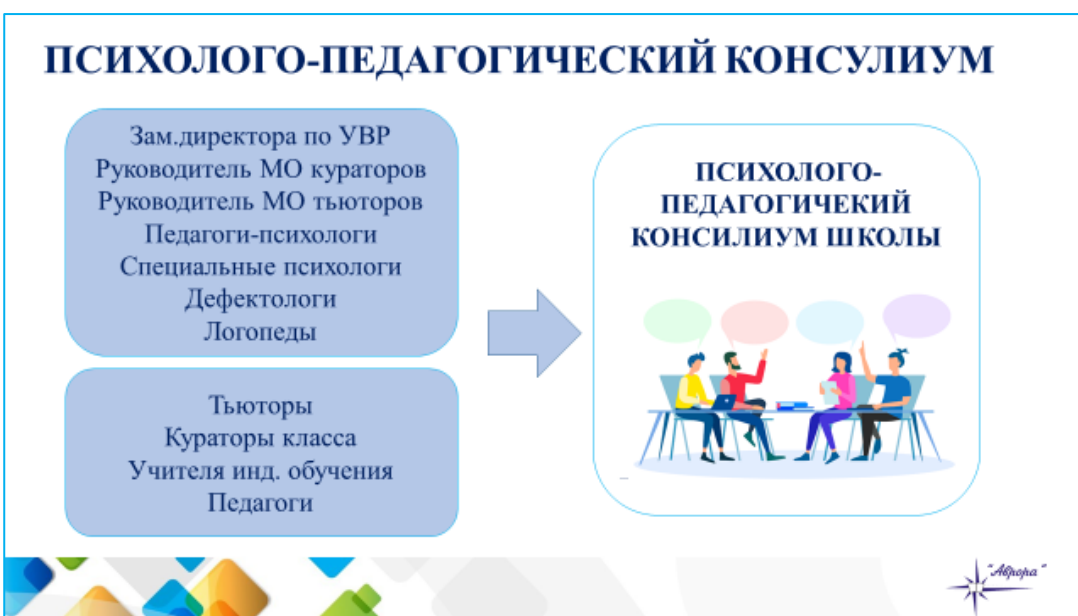 ПСИХОЛОГО-ПЕДАГОГИЧЕСКИЙ КОНСУЛИУМ
Зам.директора по УВР
Руководитель МО кураторов
Руководитель МО тьюторов
Педагоги-психологи
Специальные психологи
Дефектологи
Логопеды
Тьюторы
Кураторы класса
Учителя инд. обучения
Педагоги
ПСИХОЛОГО-
ПЕДАГОГИЧЕКИЙ
КОНСИЛИУМ ШКОЛЫ
"Аврора"